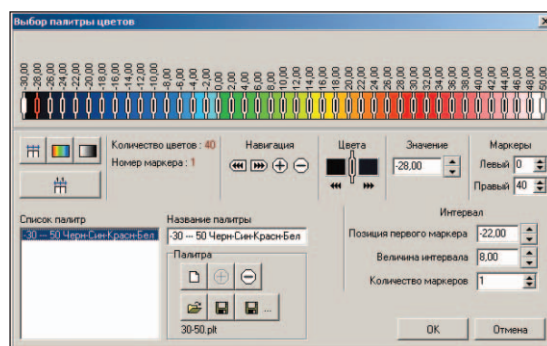 Выбор палитры цветов
-30,00 -28,00 -26,00 -24,00 -22,00 -20,00 -18,00 -16,00 -14,00 -12,00 -10,00 -8,00 -6,00 -4,00 -2,00 0,00 2,00 4,00 6,00 8,00 10,00 12,00 14,00 16,00 18,00 20,00 22,00 24,00 26,00 28,00 30,00 32,00 34,00 36,00 38,00 40,00 42,00 44,00 46,00 48,00 50,00
Количество цветов : 40
Номер маркера : 1
Навигация
Цвета
Значение
-28,00
Маркеры
Левый 0
Правый 40
Список палитр
-30 --- 50 Черн-Син-Красн-Бел
Название палитры
-30 --- 50 Черн-Син-Красн-Бел
Палитра
...
30-50.plt
Интервал
Позиция первого маркера -22,00
Величина интервала 8,00
Количество маркеров 1
OK
Отмена